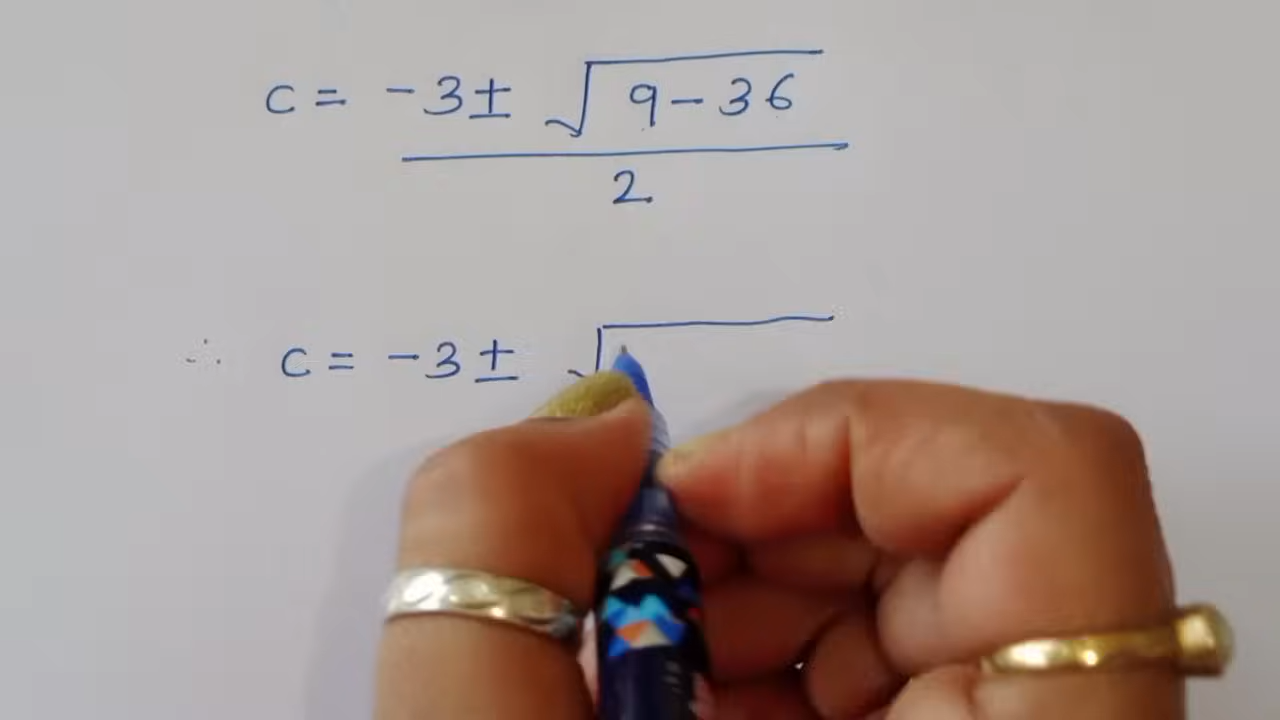 c = -3 ± √9-36
2
∴ c = -3 ± √